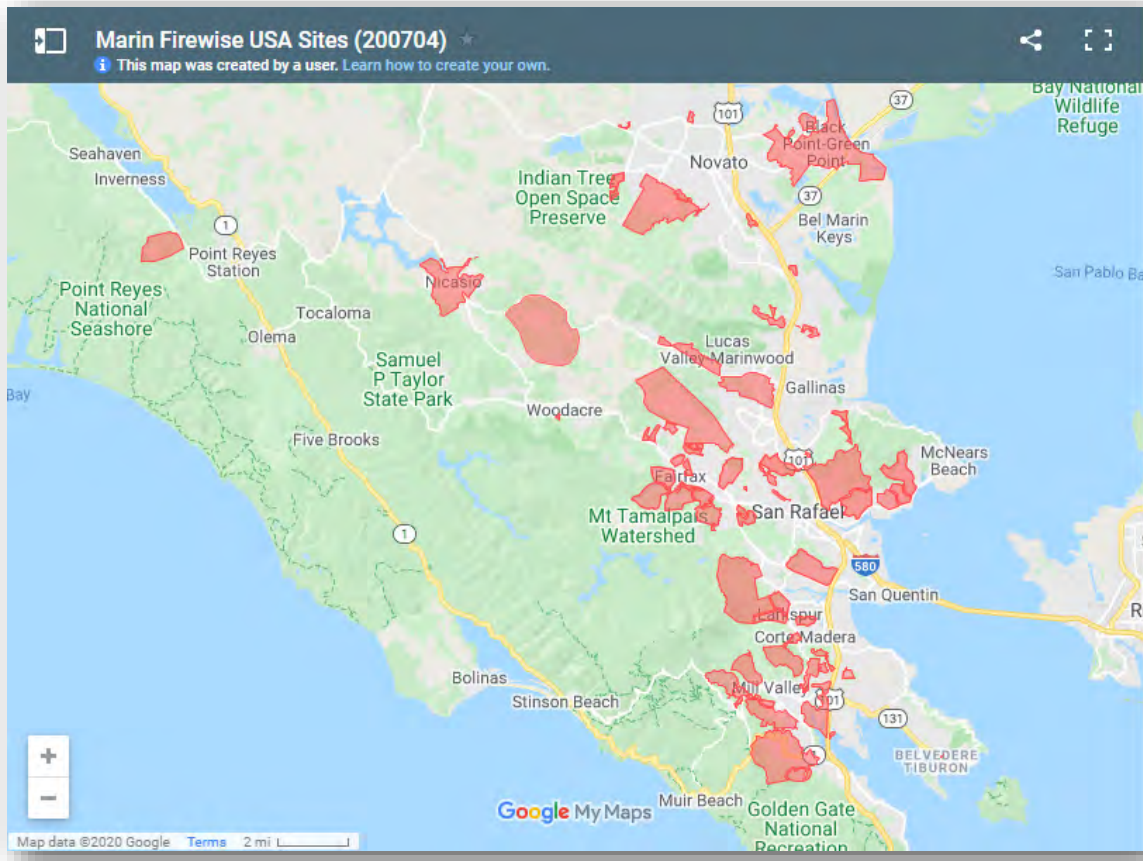 Marin Firewise USA Sites (200704)
This map was created by a user. Learn how to create your own.
Bay National
Wildlife
Refuge
37
101
Black
Point-Green
Point
Seahaven
Novato
Inverness
Indian Tree
Open Space
Preserve
37
1
Bel Marin
Keys
Point Reyes
Station
San Pablo Ba
Nicasio
Point Reyes
National
Seashore
Tocaloma
Olema
Lucas
Valley-Marinwood
Samuel
P Taylor
State Park
Gallinas
Bay
Woodacre
Five Brooks
McNears
Beach
101
Fairfax
San Rafael
Mt Tamalpais
Watershed
1
580
San Quentin
R
Larkspur
Corte Madera
Bolinas
Mill Valley
Stinson Beach
101
131
BELVEDERE
TIBURON
1
Muir Beach
Golden Gate
National
Recreation
+
−
Google My Maps
Map data ©2020 Google Terms 2 mi